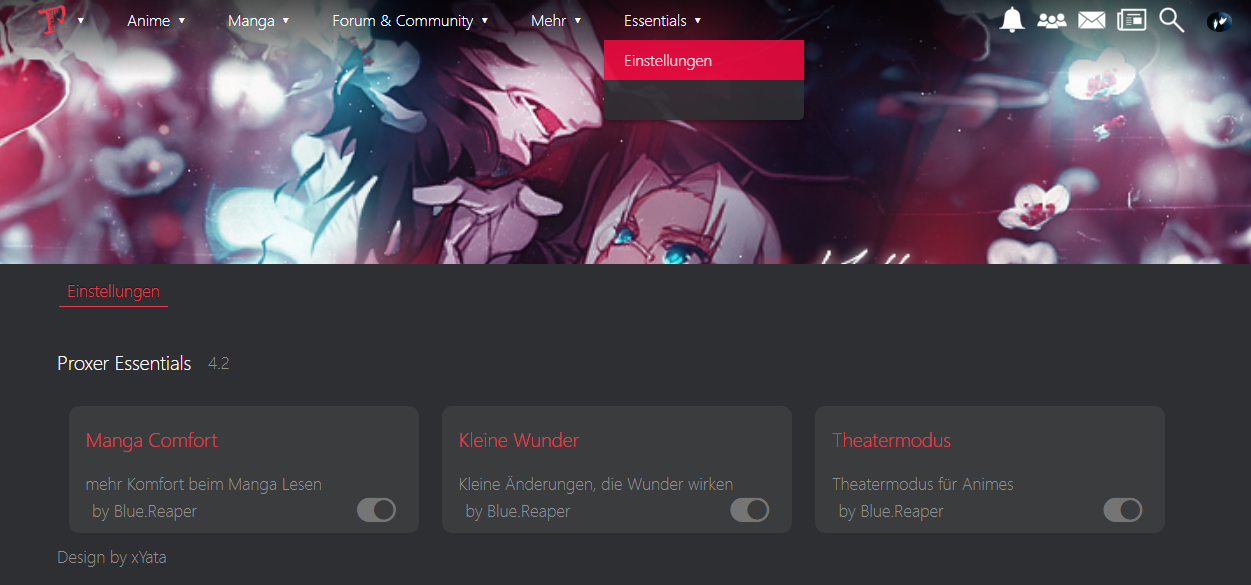 Anime ▼ Manga ▼ Forum & Community ▼ Mehr ▼ Essentials ▼
Einstellungen
Einstellungen
Proxer Essentials 4.2
Manga Comfort
mehr Komfort beim Manga Lesen
by Blue.Reaper
Kleine Wunder
Kleine Änderungen, die Wunder wirken
by Blue.Reaper
Theatermodus
Theatermodus für Animes
by Blue.Reaper
Design by xYata